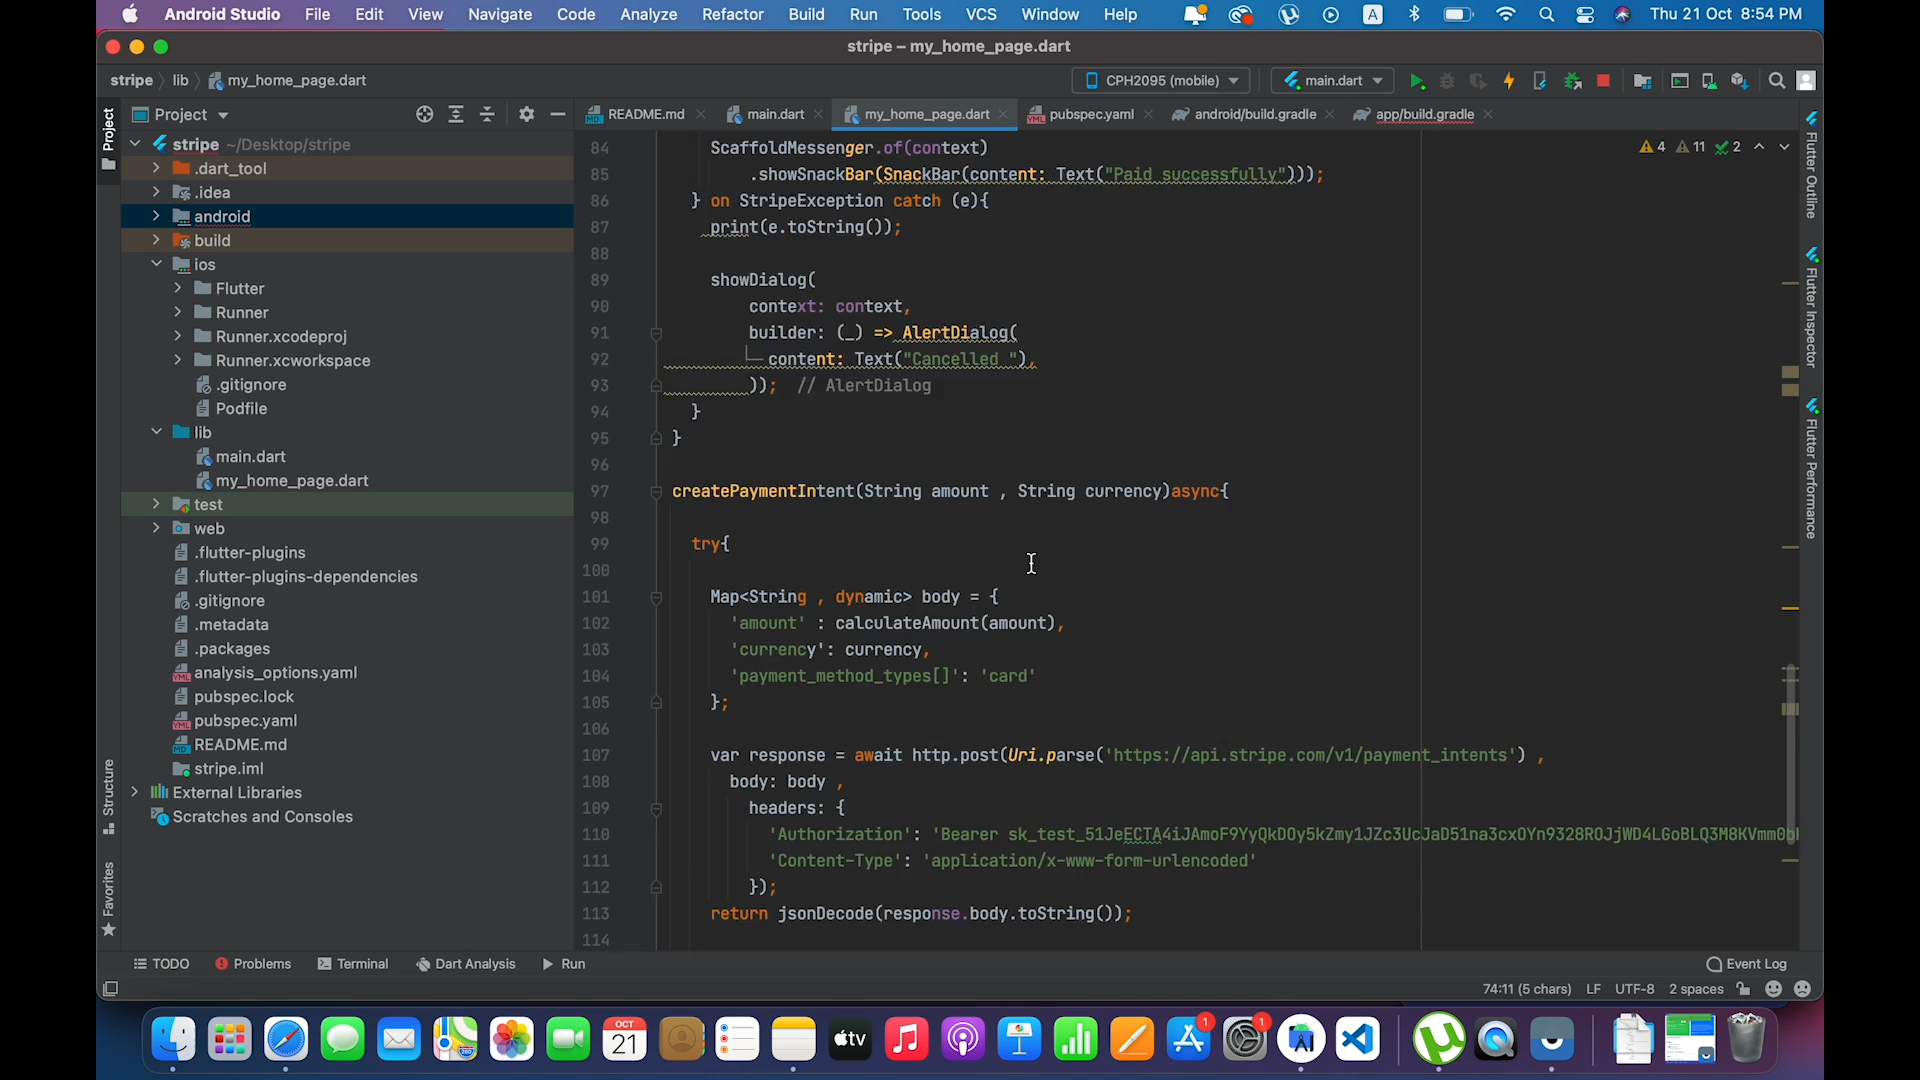 Android Studio File Edit View Navigate Code Analyze Refactor Build Run Tools VCS Window Help A Thu 21 Oct 8:54 PM
stripe – my_home_page.dart
stripe lib my_home_page.dart CPH2095 (mobile) main.dart
Project README.md main.dart my_home_page.dart pubspec.yaml android/build.gradle app/build.gradle
Project
stripe ~/Desktop/stripe
.dart_tool
.idea
android
build
ios
Flutter
Runner
Runner.xcodeproj
Runner.xcworkspace
.gitignore
Podfile
lib
main.dart
my_home_page.dart
test
web
.flutter-plugins
.flutter-plugins-dependencies
.gitignore
.metadata
.packages
analysis_options.yaml
pubspec.lock
pubspec.yaml
README.md
stripe.iml
External Libraries
Scratches and Consoles
Structure
Favorites
4 11 2
84 ScaffoldMessenger.of(context)
85 .showSnackBar(SnackBar(content: Text("Paid successfully")));
86 } on StripeException catch (e){
87 print(e.toString());
88
89 showDialog(
90 context: context,
91 builder: (_) => AlertDialog(
92 content: Text("Cancelled "),
93 )); // AlertDialog
94 }
95 }
96
97 createPaymentIntent(String amount , String currency)async{
98
99 try{
100
101 Map<String , dynamic> body = {
102 'amount' : calculateAmount(amount),
103 'currency': currency,
104 'payment_method_types[]': 'card'
105 };
106
107 var response = await http.post(Uri.parse('https://api.stripe.com/v1/payment_intents') ,
108 body: body ,
109 headers: {
110 'Authorization': 'Bearer
111 'Content-Type': 'application/x-www-form-urlencoded'
112 });
113 return jsonDecode(response.body.toString());
114
Flutter Outline
Flutter Inspector
Flutter Performance
TODO Problems Terminal Dart Analysis Run Event Log
74:11 (5 chars) LF UTF-8 2 spaces
OCT
21
tv
1
1